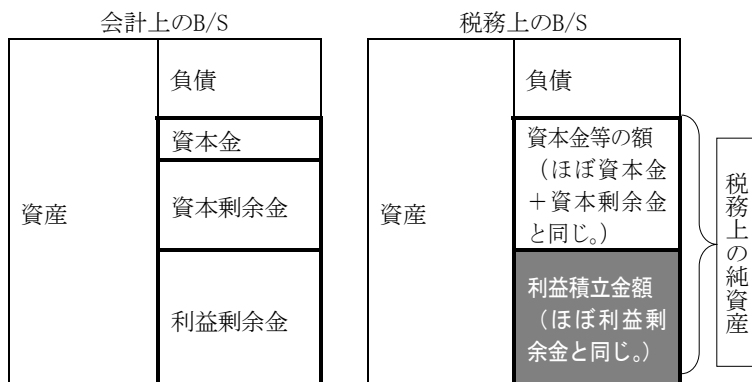 会計上のB/S
資産
負債
資本金
資本剰余金
利益剰余金
税務上のB/S
資産
負債
資本金等の額
（ほぼ資本金
＋資本剰余金
と同じ。）
利益積立金額
（ほぼ利益剰
余金と同じ。）
税務上の純資産